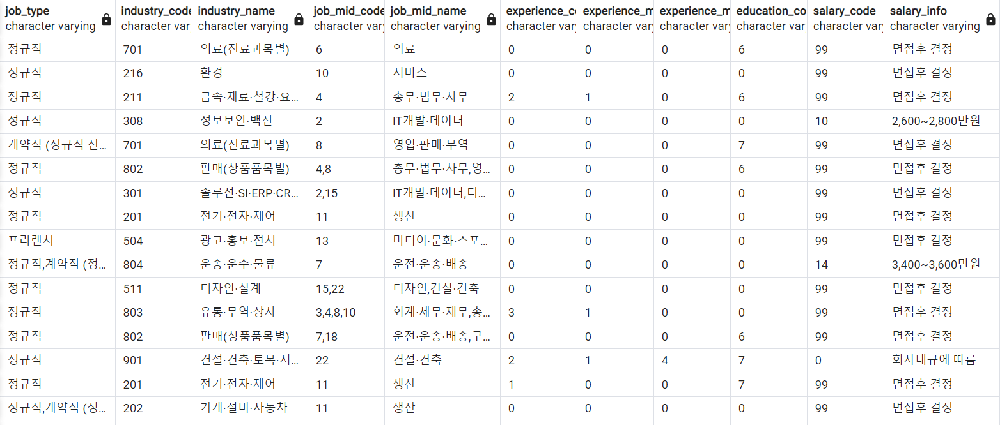 job_type industry_code industry_name job_mid_code job_mid_name experience_c experience_m experience_m education_co salary_code salary_info
character varying character var character varying character var character varying character var character var character var character var character var character varying
정규직 701 의료(진료과목별) 6 의료 0 0 0 6 99 면접후 결정
정규직 216 환경 10 서비스 0 0 0 0 99 면접후 결정
정규직 211 금속·재료·철강·요... 4 총무·법무·사무 2 1 0 6 99 면접후 결정
정규직 308 정보보안·백신 2 IT개발·데이터 0 0 0 0 10 2,600~2,800만원
계약직 (정규직 전... 701 의료(진료과목별) 8 영업·판매·무역 0 0 0 7 99 면접후 결정
정규직 802 판매(상품품목별) 4,8 총무·법무·사무,영... 0 0 0 6 99 면접후 결정
정규직 301 솔루션·SI·ERP·CR... 2,15 IT개발·데이터,디... 0 0 0 0 99 면접후 결정
정규직 201 전기·전자·제어 11 생산 0 0 0 0 99 면접후 결정
프리랜서 504 광고·홍보·전시 13 미디어·문화·스포... 0 0 0 0 99 면접후 결정
정규직,계약직 (정... 804 운송·운수·물류 7 운전·운송·배송 0 0 0 0 14 3,400~3,600만원
정규직 511 디자인·설계 15,22 디자인,건설·건축 0 0 0 0 99 면접후 결정
정규직 803 유통·무역·상사 3,4,8,10 회계·세무·재무,총... 3 1 0 0 99 면접후 결정
정규직 802 판매(상품품목별) 7,18 운전·운송·배송,구... 0 0 0 6 99 면접후 결정
정규직 901 건설·건축·토목·시... 22 건설·건축 2 1 4 7 0 회사내규에 따름
정규직 201 전기·전자·제어 11 생산 1 0 0 7 99 면접후 결정
정규직,계약직 (정... 202 기계·설비·자동차 11 생산 0 0 0 0 99 면접후 결정